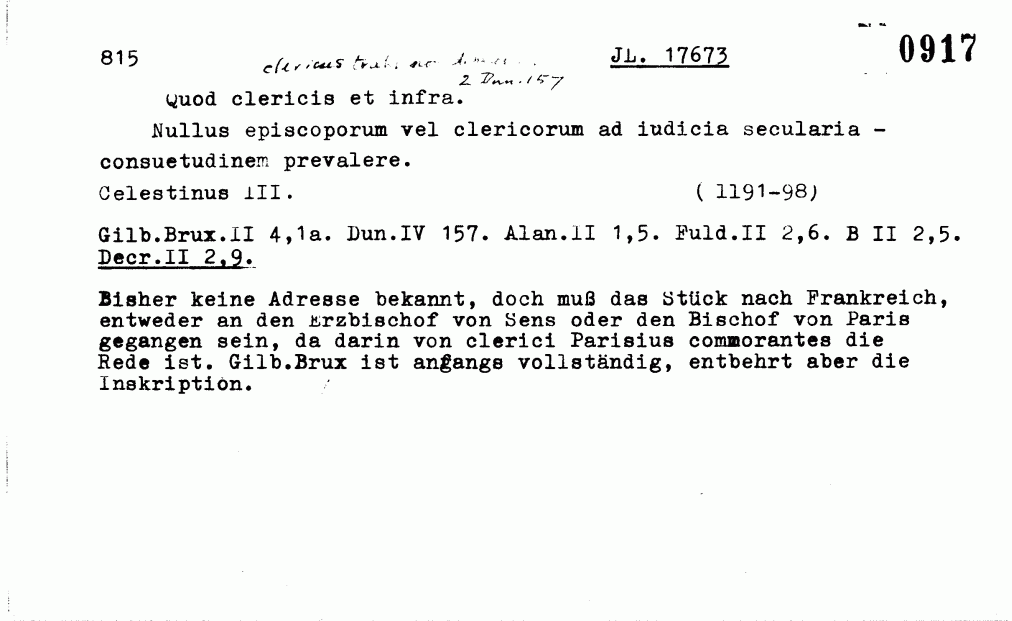 0917
815 clericus JL. 17673
2 Dun. 157
Quod clericis et infra.
Nullus episcoporum vel clericorum ad iudicia secularia –
consuetudinem prevalere.
Celestinus III. ( 1191-98)
Gilb.Brux.II 4,1a. Dun.IV 157. Alan.II 1,5. Fuld.II 2,6. B II 2,5.
Decr.II 2,9.
Bisher keine Adresse bekannt, doch muß das Stück nach Frankreich,
entweder an den Erzbischof von Sens oder den Bischof von Paris
gegangen sein, da darin von clerici Parisius commorantes die
Rede ist. Gilb.Brux ist angangs vollständig, entbehrt aber die
Inskription.